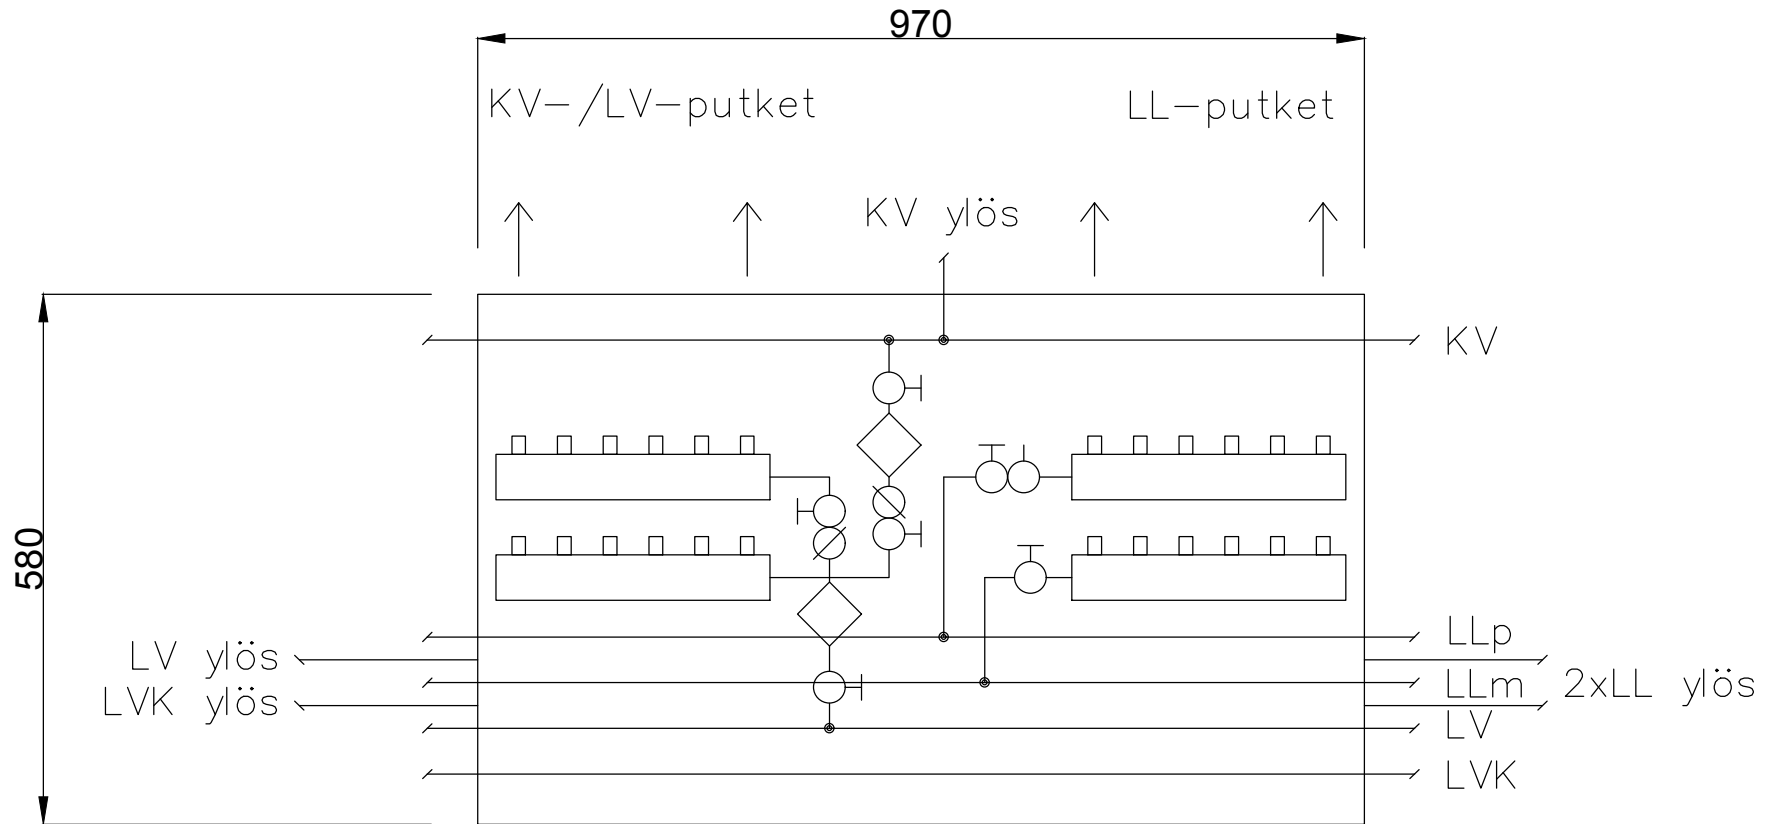 970
KV-/LV-putket
LL-putket
KV ylös
KV
580
LLp
LV ylös
LLm
2xLL ylös
LVK ylös
LV
LVK